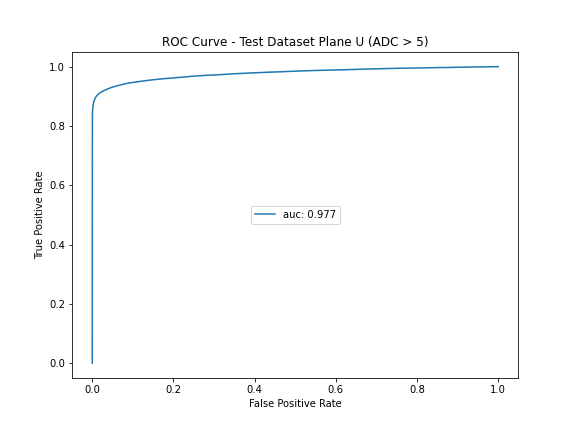 ROC Curve - Test Dataset Plane U (ADC > 5)
True Positive Rate
1.0
0.8
0.6
0.4
0.2
0.0
auc: 0.977
0.0 0.2 0.4 0.6 0.8 1.0
False Positive Rate